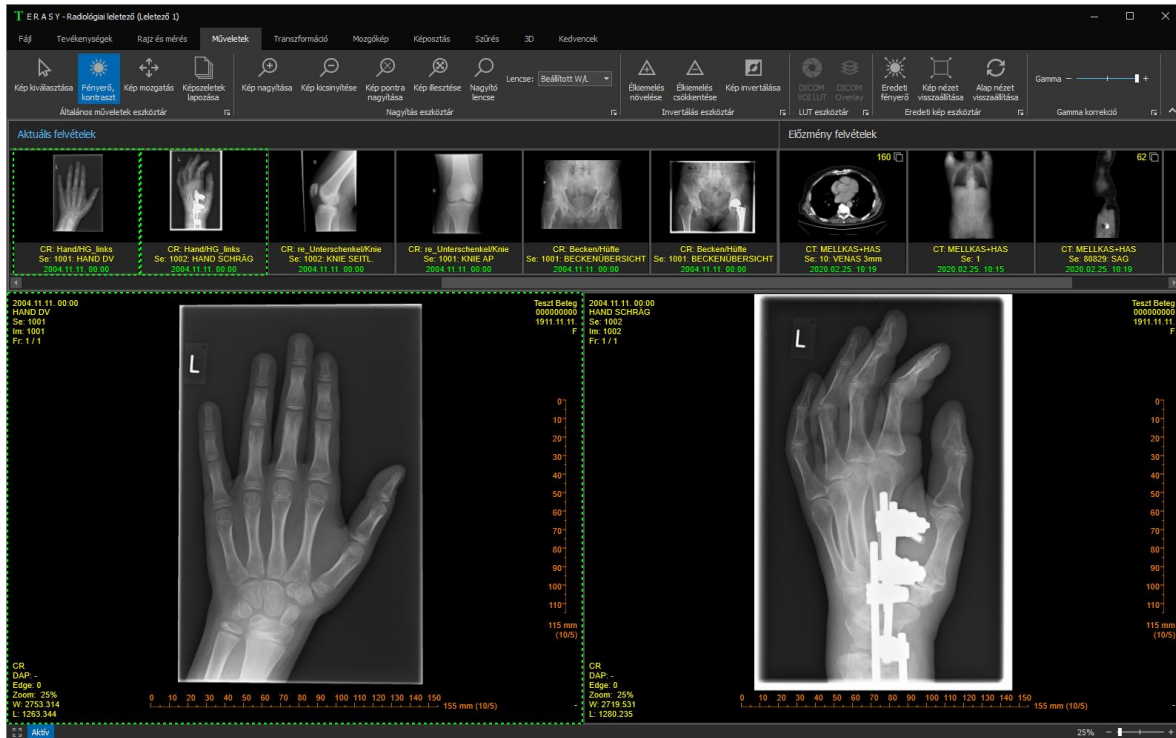 T E R A S Y - Radiológiai leletező (Leletező 1)
Fájl Tevékenységek Rajz és mérés Műveletek Transzformáció Mozgókép Képosztás Szűrés 3D Kedvencek
Kép kiválasztása
Fényerő, kontraszt
Kép mozgatás
Képszeletek lapozása
Kép nagyítása
Kép kicsinyítése
Kép pontra nagyítása
Kép illesztése
Nagyító lencse
Lencse: Beállított W/L
Élkiemelés növelése
Élkiemelés csökkentése
Kép invertálása
DICOM VOI LUT
DICOM Overlay
Eredeti fényerő
Kép nézet visszaállítása
Alap nézet visszaállítása
Gamma
Általános műveletek eszköztár
Nagyítás eszköztár
Invertálás eszköztár
LUT eszköztár
Eredeti kép eszköztár
Gamma korrekció
Aktuális felvételek
Előzmény felvételek
CR: Hand/HG_links
Se: 1001: HAND DV
2004.11.11. 00:00
CR: Hand/HG_links
Se: 1002: HAND SCHRÄG
2004.11.11. 00:00
CR: re_Unterschenkel/Knie
Se: 1002: KNIE SEITL.
2004.11.11. 00:00
CR: re_Unterschenkel/Knie
Se: 1001: KNIE AP
2004.11.11. 00:00
CR: Becken/Hüfte
Se: 1001: BECKENÜBERSICHT
2004.11.11. 00:00
CR: Becken/Hüfte
Se: 1001: BECKENÜBERSICHT
2004.11.11. 00:00
160
CT: MELLKAS+HAS
Se: 10: VENAS 3mm
2020.02.25. 10:19
CT: MELLKAS+HAS
Se: 1
2020.02.25. 10:15
62
CT: MELLKAS+HAS
Se: 80829: SAG
2020.02.25. 10:19
2004.11.11. 00:00
HAND DV
Se: 1001
Im: 1001
Fr: 1 / 1
Teszt Beteg
000000000
1911.11.11.
F
L
0
10
20
30
40
50
60
70
80
90
100
110
115 mm
(10/5)
CR
DAP: -
Edge: 0
Zoom: 25%
W: 2753.314
L: 1263.344
0 10 20 30 40 50 60 70 80 90 100 110 120 130 140 150
155 mm (10/5)
-
2004.11.11. 00:00
HAND SCHRÄG
Se: 1002
Im: 1002
Fr: 1 / 1
Teszt Beteg
000000000
1911.11.11.
F
L
0
10
20
30
40
50
60
70
80
90
100
110
115 mm
(10/5)
CR
DAP: -
Edge: 0
Zoom: 25%
W: 2719.531
L: 1280.235
0 10 20 30 40 50 60 70 80 90 100 110 120 130 140 150
155 mm (10/5)
-
Aktív
25%